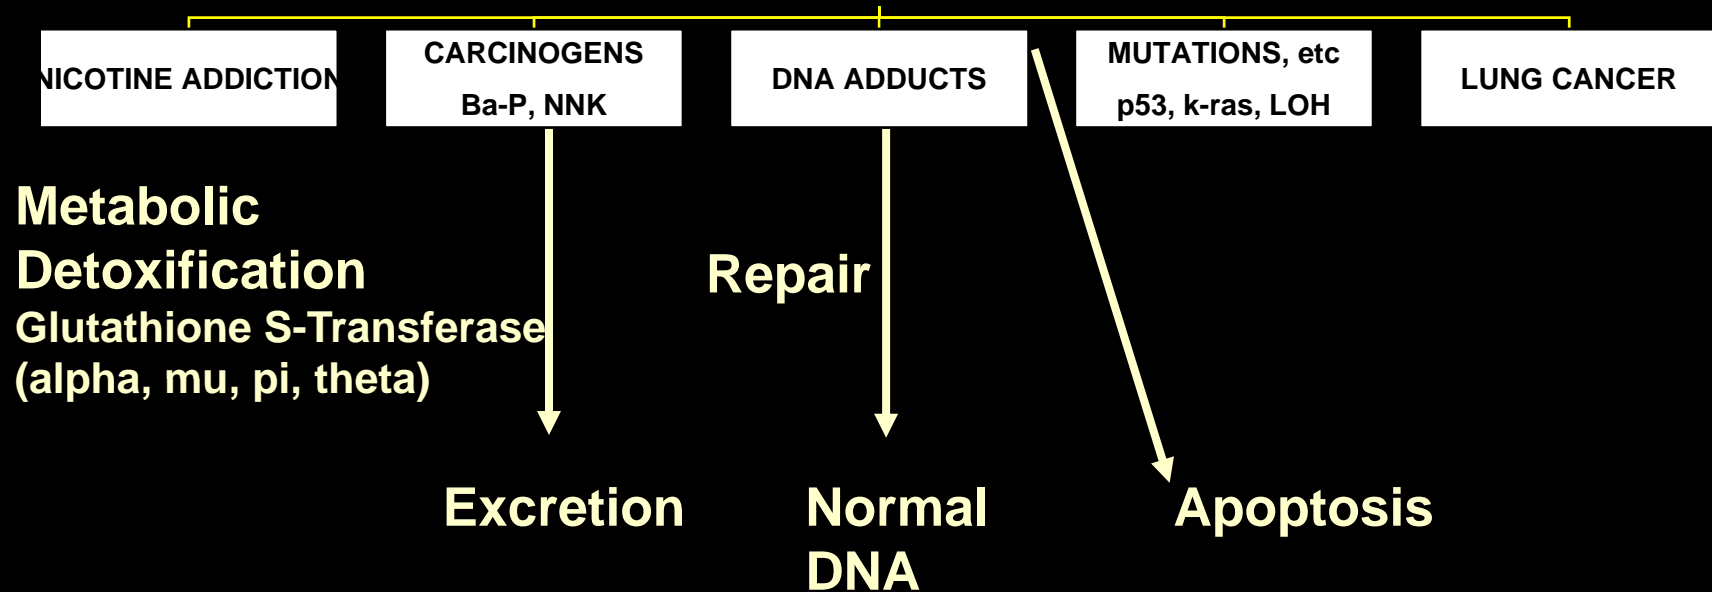 NICOTINE ADDICTION
CARCINOGENS
Ba-P, NNK
DNA ADDUCTS
MUTATIONS, etc
p53, k-ras, LOH
LUNG CANCER
Metabolic
Detoxification
Glutathione S-Transferase
(alpha, mu, pi, theta)
Repair
Excretion
Normal
DNA
Apoptosis